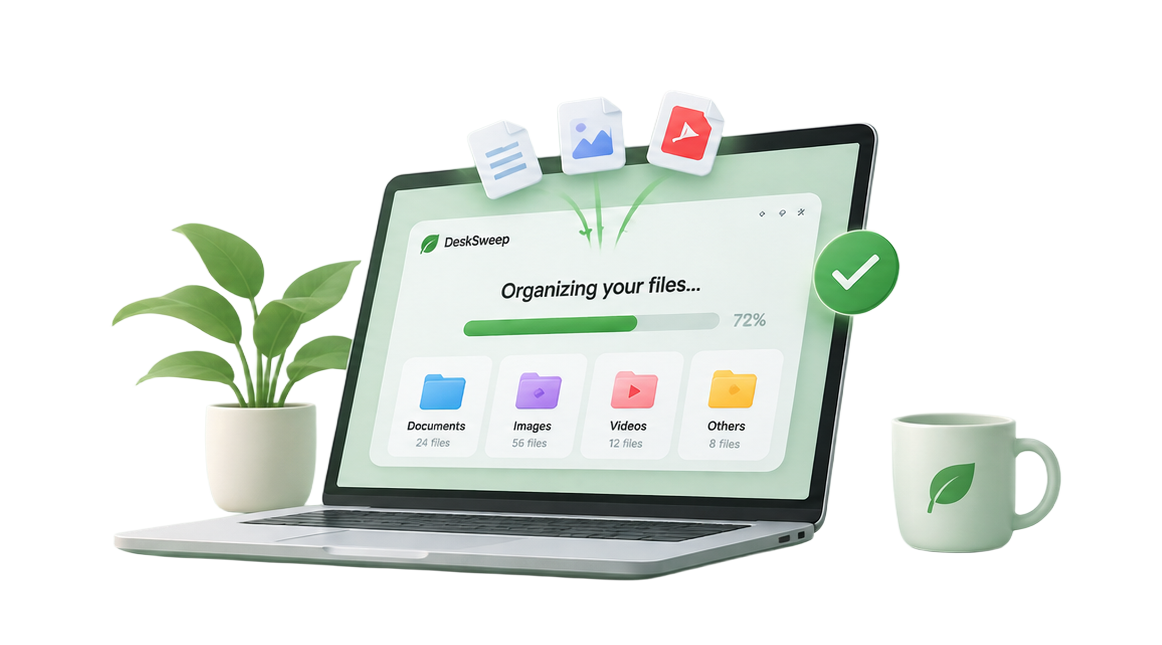 DeskSweep
Organizing your files...
72%
Documents
24 files
Images
56 files
Videos
12 files
Others
8 files